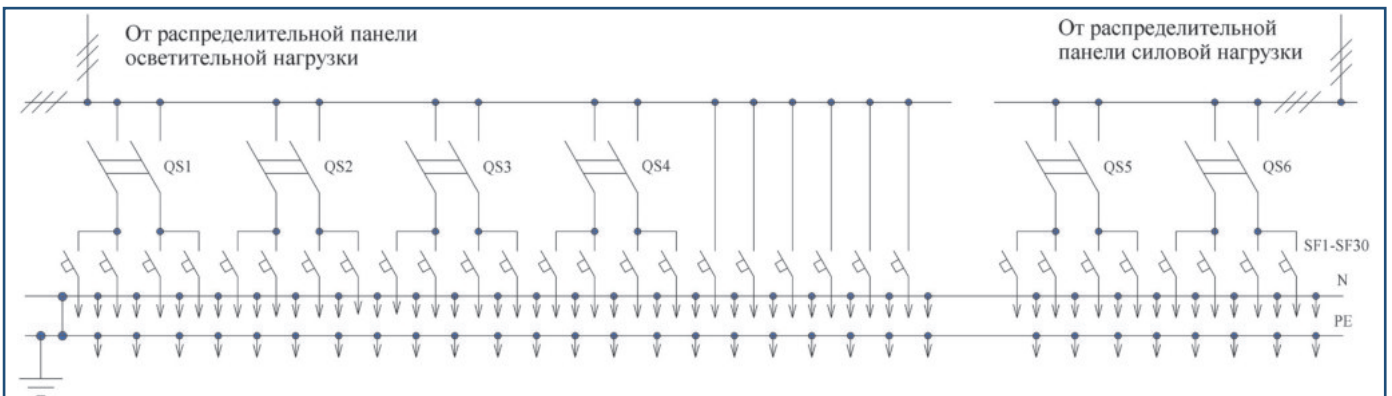 От распределительной панели
осветительной нагрузки
От распределительной
панели силовой нагрузки
QS1
QS2
QS3
QS4
QS5
QS6
SF1-SF30
N
PE